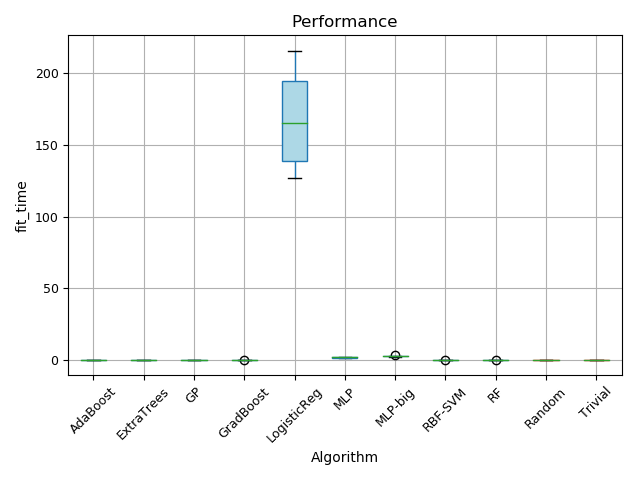 Performance
fit_time
200
150
100
50
0
AdaBoost
ExtraTrees
GP
GradBoost
LogisticReg
MLP
MLP-big
RBF-SVM
RF
Random
Trivial
Algorithm